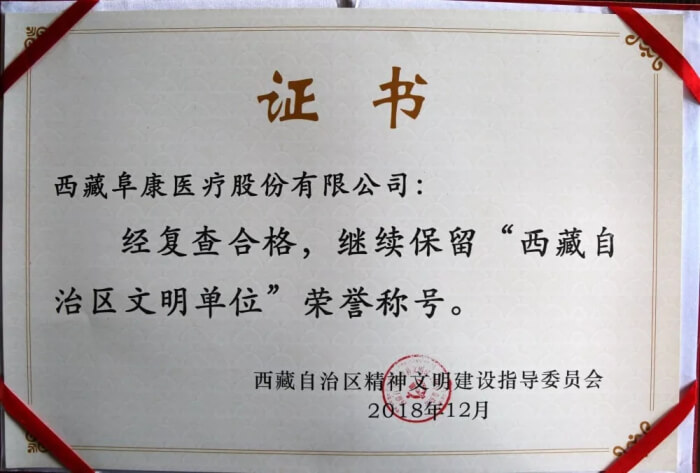 证 书
西藏阜康医疗股份有限公司：
经复查合格，继续保留“西藏自
治区文明单位”荣誉称号。
西藏自治区精神文明建设指导委员会
2018年12月